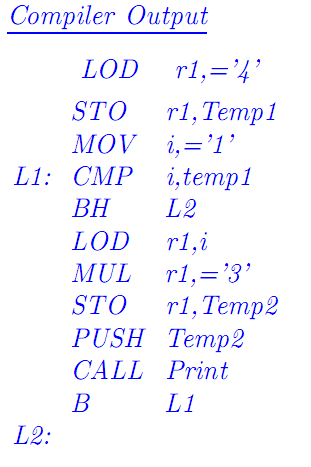 Compiler Output
LOD r1,='4'
STO r1,Temp1
MOV i,='1'
L1: CMP i,temp1
BH L2
LOD r1,i
MUL r1,='3'
STO r1,Temp2
PUSH Temp2
CALL Print
B L1
L2: